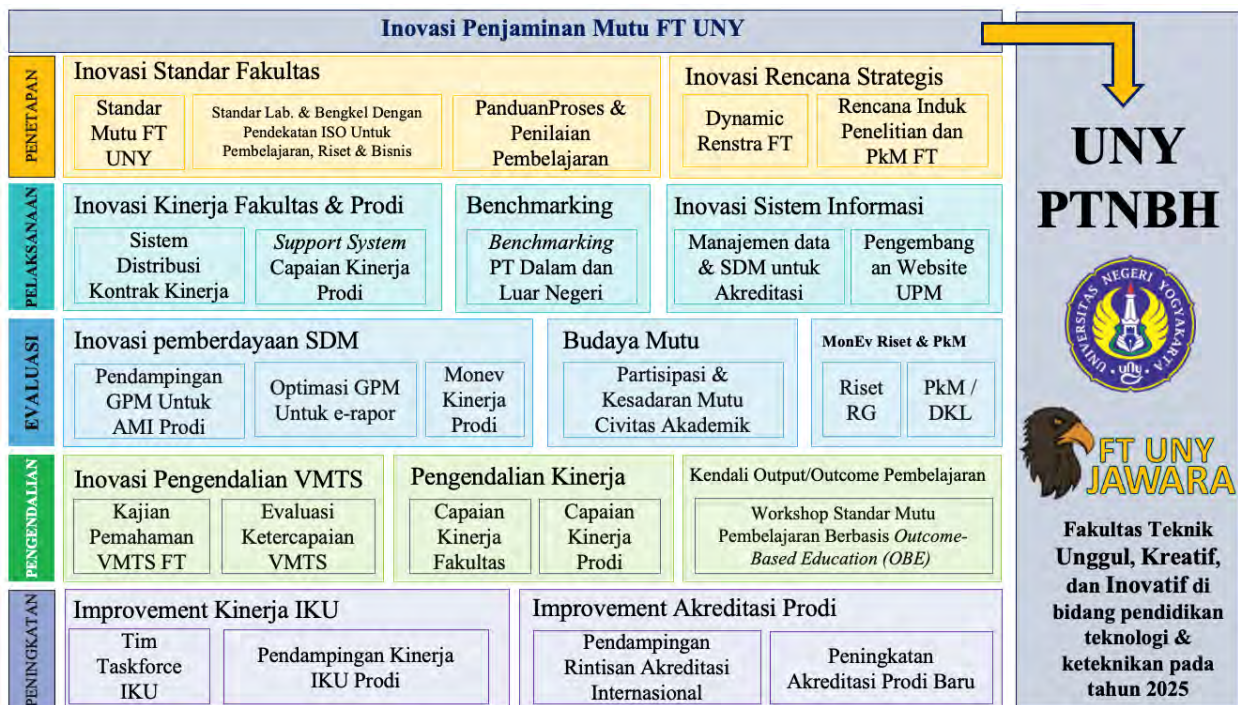 Inovasi Penjaminan Mutu FT UNY
PENETAPAN
Inovasi Standar Fakultas
Standar
Mutu FT
UNY
Standar Lab. & Bengkel Dengan
Pendekatan ISO Untuk
Pembelajaran, Riset & Bisnis
PanduanProses &
Penilaian
Pembelajaran
Inovasi Rencana Strategis
Dynamic
Renstra FT
Rencana Induk
Penelitian dan
PkM FT
PELAKSANAAN
Inovasi Kinerja Fakultas & Prodi
Sistem
Distribusi
Kontrak Kinerja
Support System
Capaian Kinerja
Prodi
Benchmarking
Benchmarking
PT Dalam dan
Luar Negeri
Inovasi Sistem Informasi
Manajemen data
& SDM untuk
Akreditasi
Pengembang
an Website
UPM
EVALUASI
Inovasi pemberdayaan SDM
Pendampingan
GPM Untuk
AMI Prodi
Optimasi GPM
Untuk e-rapor
Monev
Kinerja
Prodi
Budaya Mutu
Partisipasi &
Kesadaran Mutu
Civitas Akademik
MonEv Riset & PkM
Riset
RG
PkM /
DKL
PENGENDALIAN
Inovasi Pengendalian VMTS
Kajian
Pemahaman
VMTS FT
Evaluasi
Ketercapaian
VMTS
Pengendalian Kinerja
Capaian
Kinerja
Fakultas
Capaian
Kinerja
Prodi
Kendali Output/Outcome Pembelajaran
Workshop Standar Mutu
Pembelajaran Berbasis Outcome-
Based Education (OBE)
PENINGKATAN
Improvement Kinerja IKU
Tim
Taskforce
IKU
Pendampingan Kinerja
IKU Prodi
Improvement Akreditasi Prodi
Pendampingan
Rintisan Akreditasi
Internasional
Peningkatan
Akreditasi Prodi Baru
UNY
PTNBH
UNIVERSITAS NEGERI YOGYAKARTA
UNY
FT UNY
JAWARA
Fakultas Teknik
Unggul, Kreatif,
dan Inovatif di
bidang pendidikan
teknologi &
keteknikan pada
tahun 2025